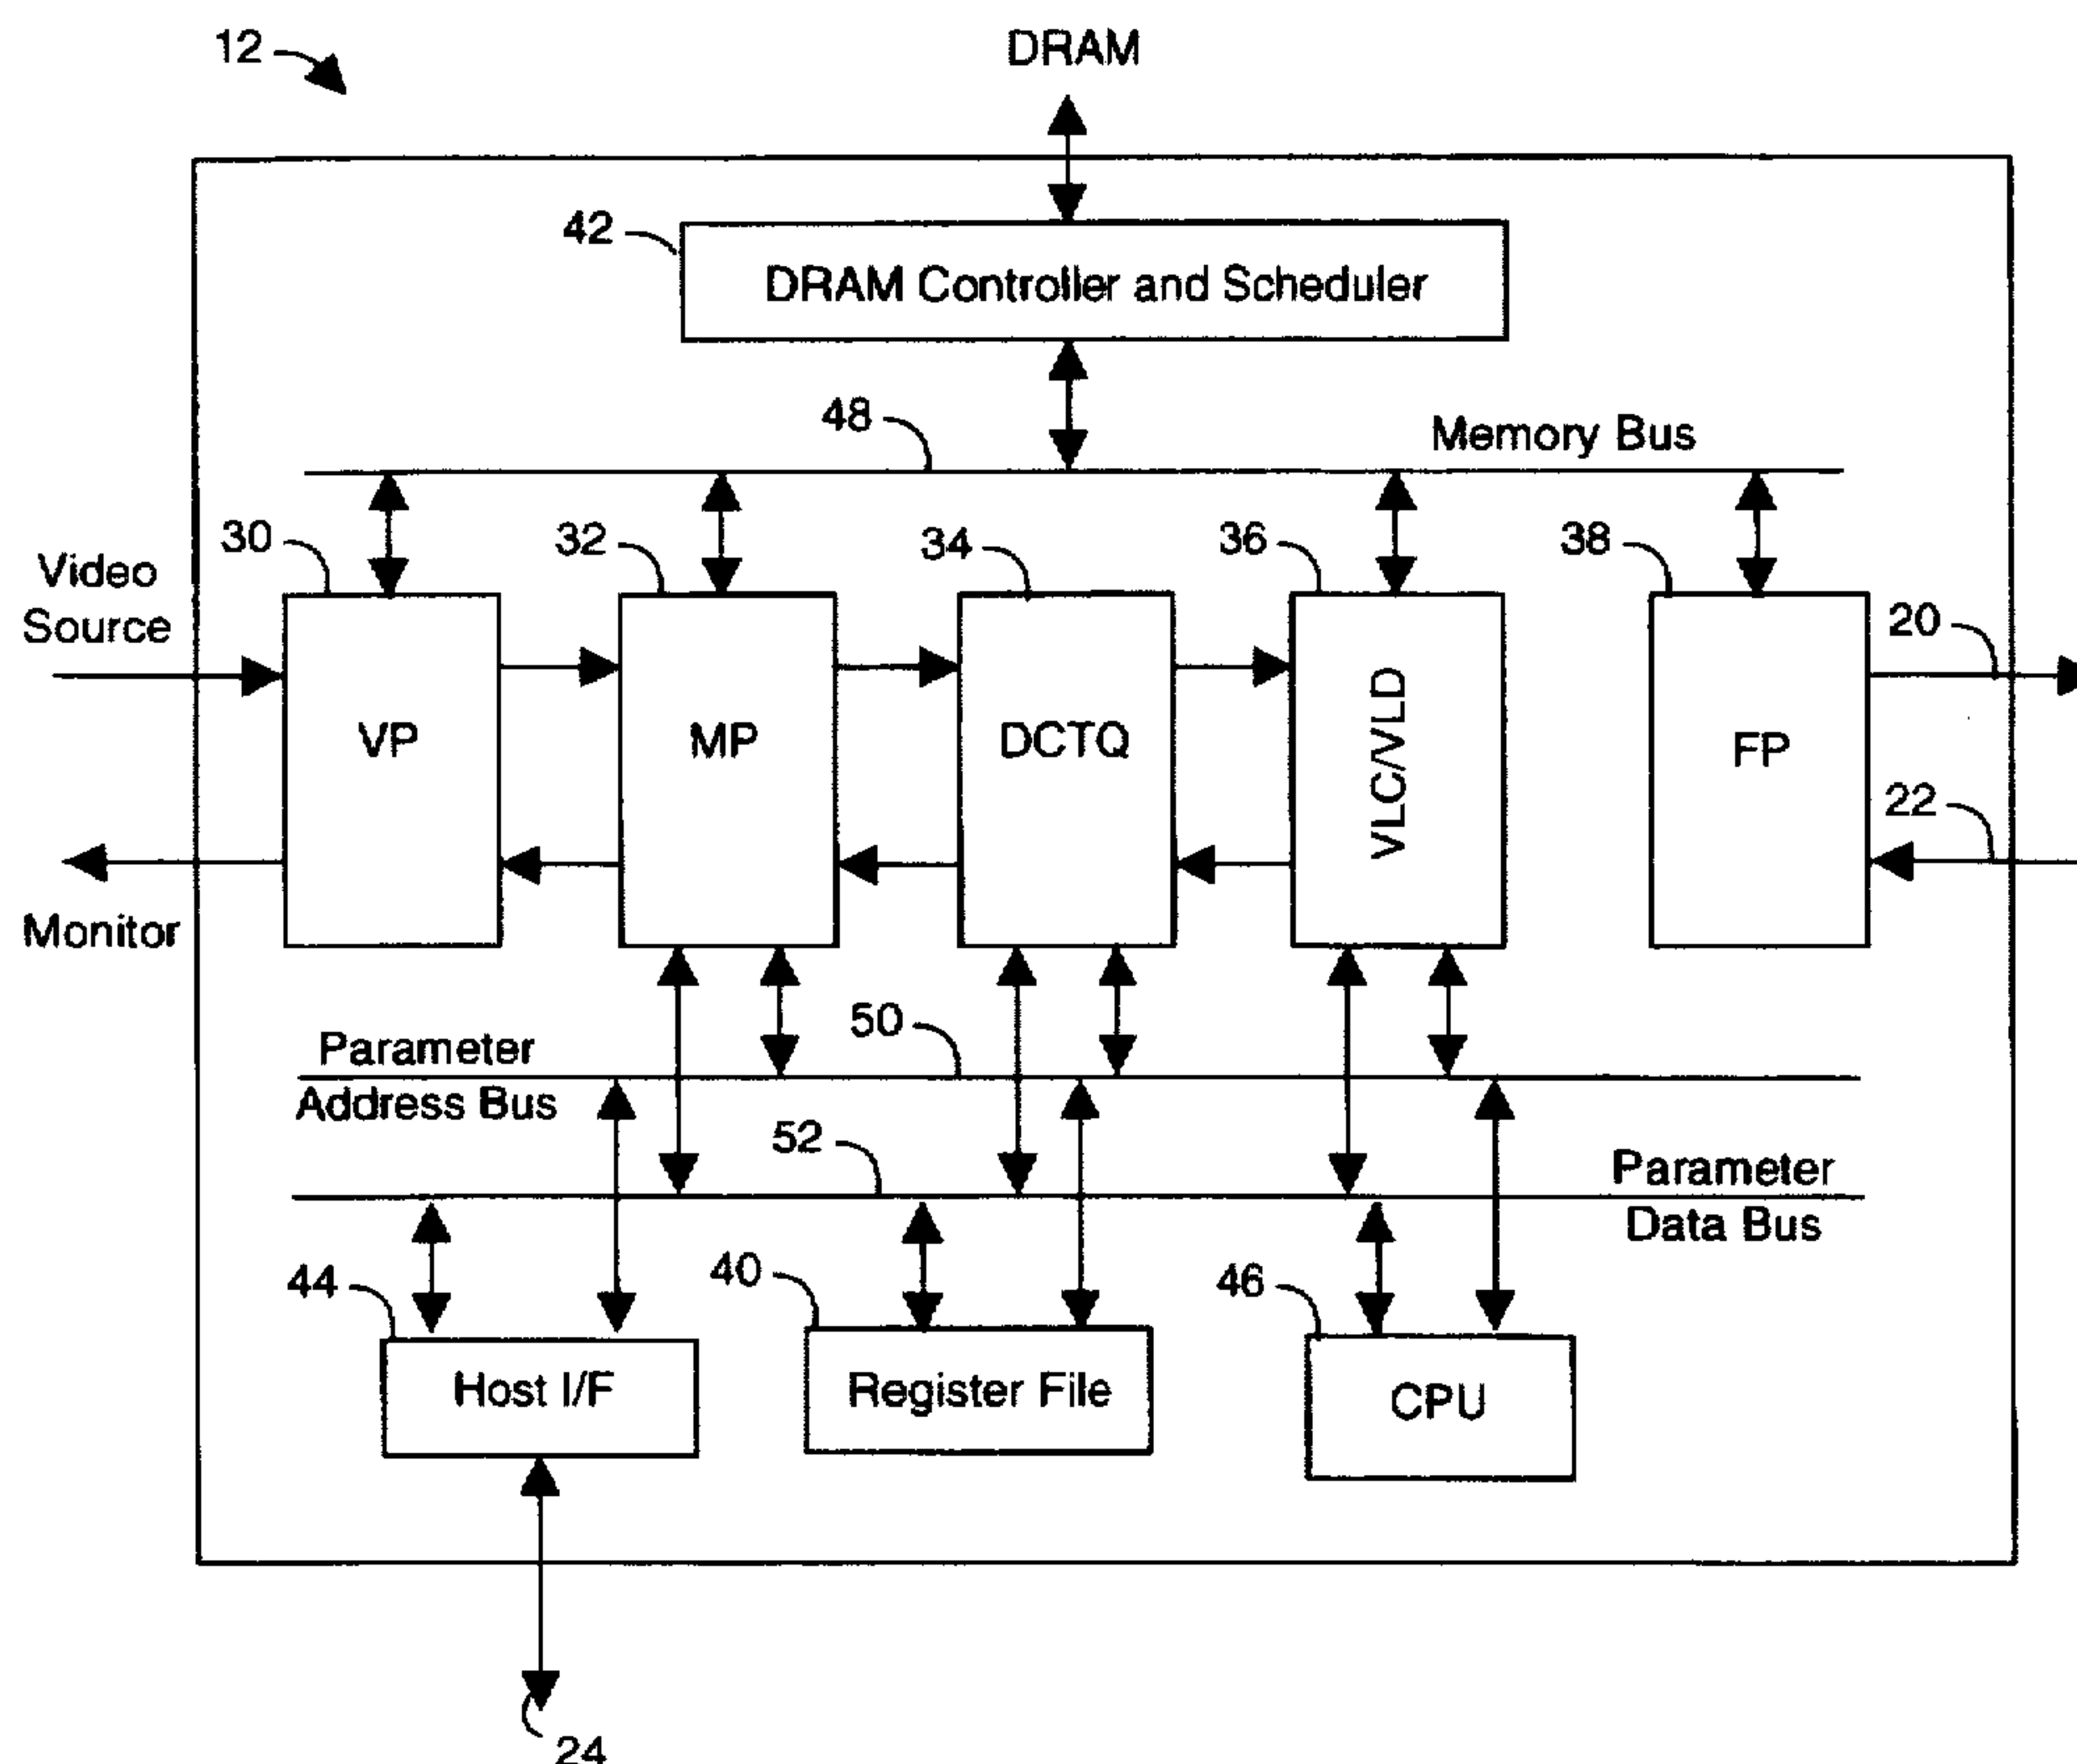 12
DRAM
42
DRAM Controller and Scheduler
48
Memory Bus
30
32
34
36
38
Video
Source
20
VP
MP
DCTQ
VLC/VLD
FP
22
Monitor
50
Parameter
Address Bus
52
Parameter
Data Bus
44
40
46
Host I/F
Register File
CPU
24